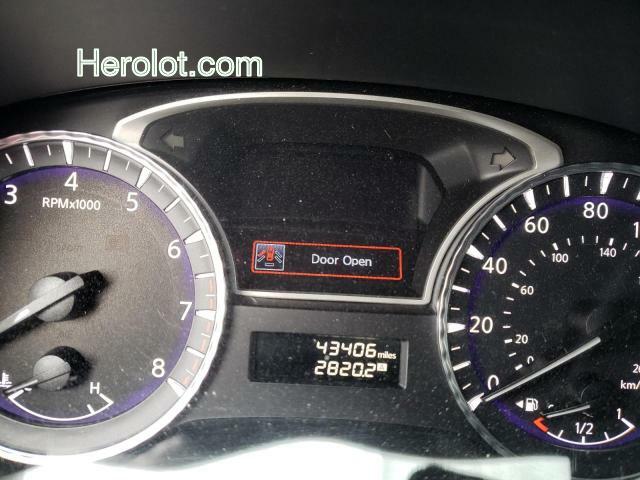 Herolot.com
3 4 5 6 7 8
RPMx1000
H
Door Open
43406 miles
2820.2 A
0 20 40 60 80
0 20 60 100 140
km/
1/2 1